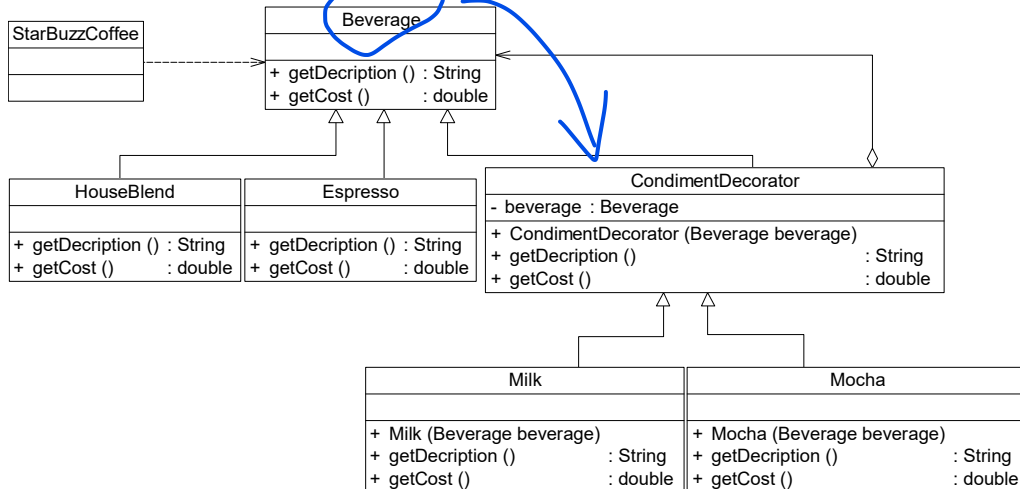 StarBuzzCoffee
Beverage
+ getDecription () : String
+ getCost () : double
HouseBlend
+ getDecription () : String
+ getCost () : double
Espresso
+ getDecription () : String
+ getCost () : double
CondimentDecorator
- beverage : Beverage
+ CondimentDecorator (Beverage beverage)
+ getDecription () : String
+ getCost () : double
Milk
+ Milk (Beverage beverage)
+ getDecription () : String
+ getCost () : double
Mocha
+ Mocha (Beverage beverage)
+ getDecription () : String
+ getCost () : double